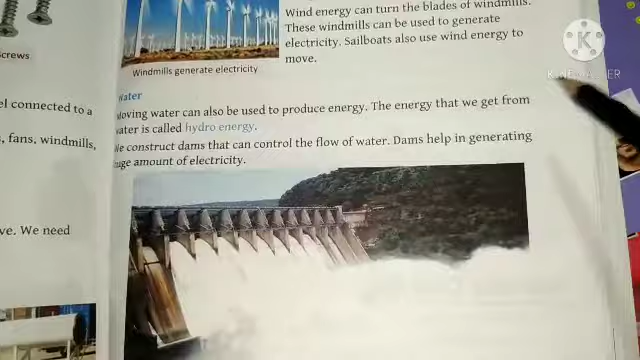 Screws
el connected to a
s, fans, windmills,
ve. We need
Wind energy can turn the blades of windmills.
These windmills can be used to generate
electricity. Sailboats also use wind energy to
move.
Windmills generate electricity
Water
Moving water can also be used to produce energy. The energy that we get from
water is called hydro energy.
We construct dams that can control the flow of water. Dams help in generating
huge amount of electricity.